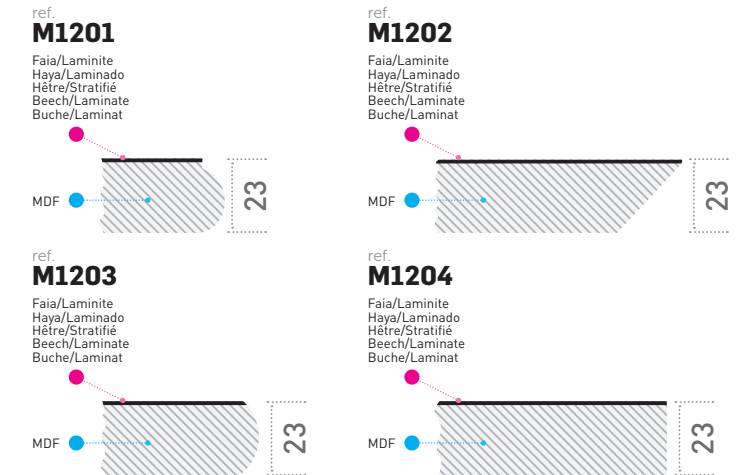 ref.
M1201
Faia/Laminite
Haya/Laminado
Hêtre/Stratifié
Beech/Laminate
Buche/Laminat
MDF
23
ref.
M1202
Faia/Laminite
Haya/Laminado
Hêtre/Stratifié
Beech/Laminate
Buche/Laminat
MDF
23
ref.
M1203
Faia/Laminite
Haya/Laminado
Hêtre/Stratifié
Beech/Laminate
Buche/Laminat
MDF
23
ref.
M1204
Faia/Laminite
Haya/Laminado
Hêtre/Stratifié
Beech/Laminate
Buche/Laminat
MDF
23